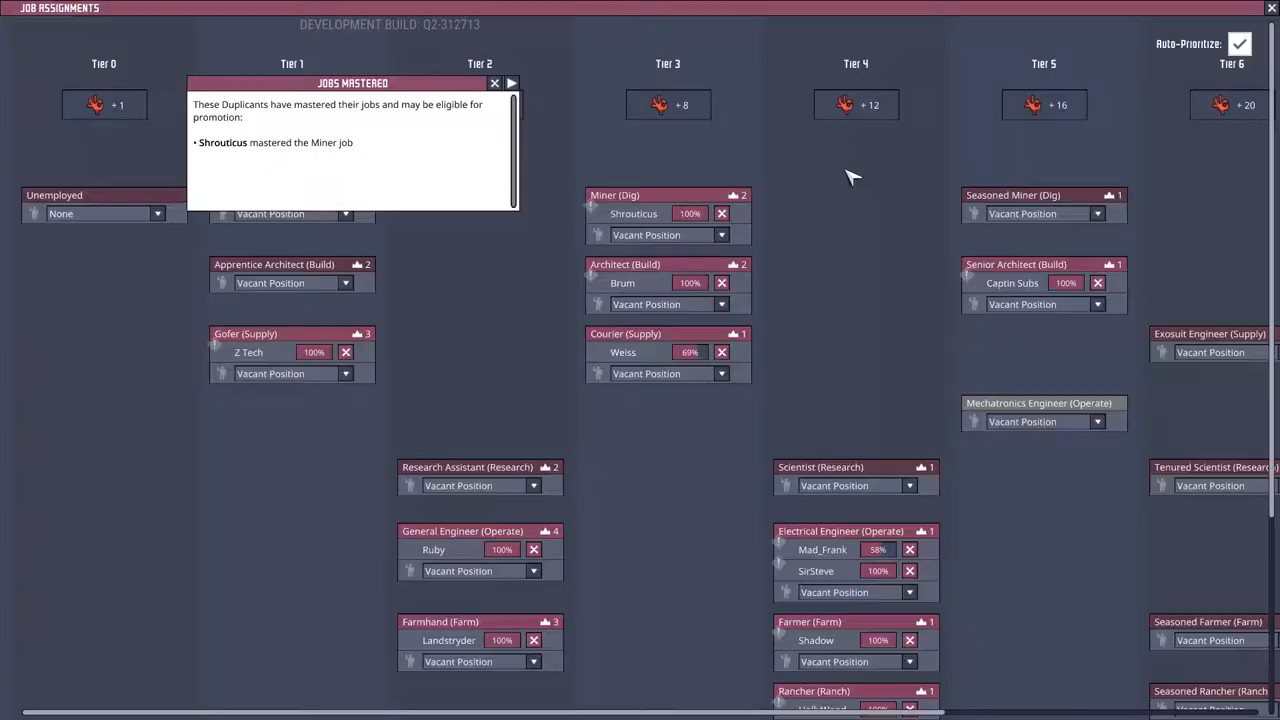 JOB ASSIGNMENTS
DEVELOPMENT BUILD: Q2-312713
Auto-Prioritize:
Tier 0
Tier 1
Tier 2
Tier 3
Tier 4
Tier 5
Tier 6
+ 1
+ 8
+ 12
+ 16
+ 20
JOBS MASTERED
These Duplicants have mastered their jobs and may be eligible for
promotion:
• Shrouticus mastered the Miner job
Unemployed
None
Vacant Position
Miner (Dig) 2
Shrouticus 100%
Vacant Position
Seasoned Miner (Dig) 1
Vacant Position
Apprentice Architect (Build) 2
Vacant Position
Architect (Build) 2
Brum 100%
Vacant Position
Senior Architect (Build) 1
Captin Subs 100%
Vacant Position
Gofer (Supply) 3
Z Tech 100%
Vacant Position
Courier (Supply) 1
Weiss 69%
Vacant Position
Exosuit Engineer (Supply)
Vacant Position
Mechatronics Engineer (Operate)
Vacant Position
Research Assistant (Research) 2
Vacant Position
Scientist (Research) 1
Vacant Position
Tenured Scientist (Research)
Vacant Position
General Engineer (Operate) 4
Ruby 100%
Vacant Position
Electrical Engineer (Operate) 1
Mad_Frank 58%
SirSteve 100%
Vacant Position
Farmhand (Farm) 3
Landstryder 100%
Vacant Position
Farmer (Farm) 1
Shadow 100%
Vacant Position
Seasoned Farmer (Farm)
Vacant Position
Rancher (Ranch) 1
Seasoned Rancher (Ranch